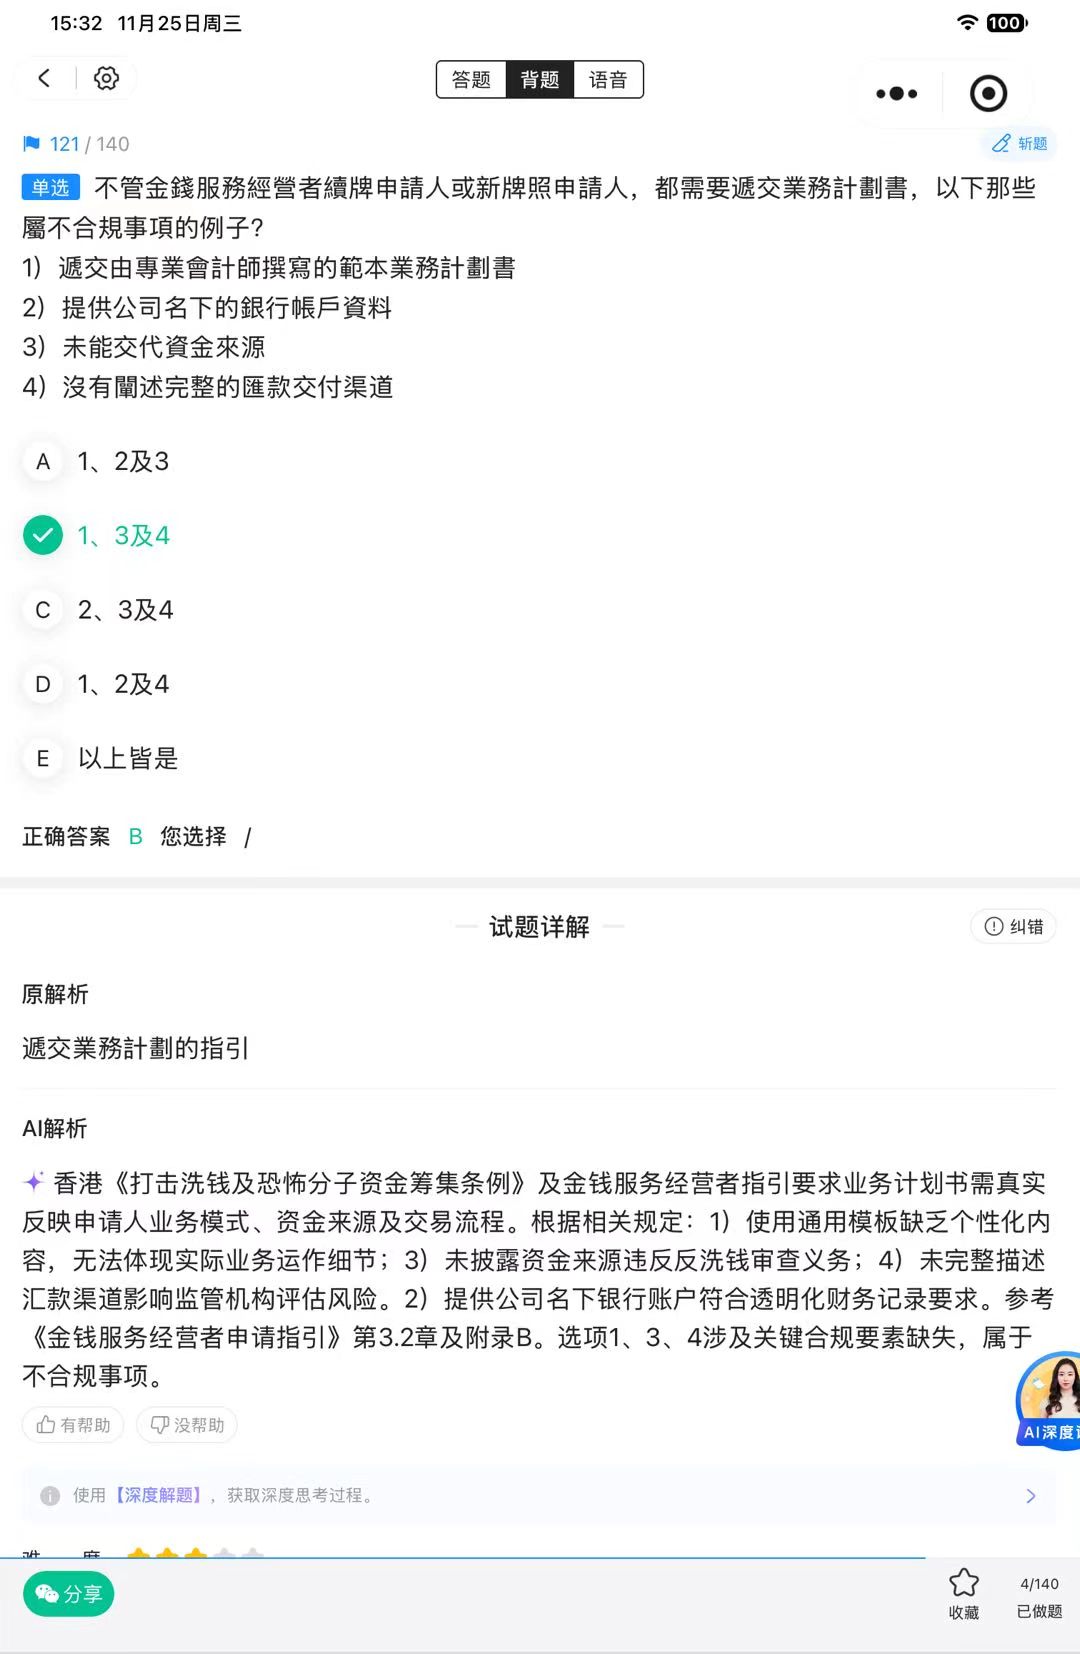 15:32 11月25日周三
100
答题 背题 语音
121 / 140
斩题
单选 不管金錢服務經營者續牌申請人或新牌照申請人，都需要遞交業務計劃書，以下那些
屬不合規事項的例子？
1）遞交由專業會計師撰寫的範本業務計劃書
2）提供公司名下的銀行帳戶資料
3）未能交代資金來源
4）沒有闡述完整的匯款交付渠道
A 1、2及3
1、3及4
C 2、3及4
D 1、2及4
E 以上皆是
正确答案 B 您选择 /
试题详解
纠错
原解析
遞交業務計劃的指引
AI解析
香港《打击洗钱及恐怖分子资金筹集条例》及金钱服务经营者指引要求业务计划书需真实
反映申请人业务模式、资金来源及交易流程。根据相关规定：1）使用通用模板缺乏个性化内
容，无法体现实际业务运作细节；3）未披露资金来源违反反洗钱审查义务；4）未完整描述
汇款渠道影响监管机构评估风险。2）提供公司名下银行账户符合透明化财务记录要求。参考
《金钱服务经营者申请指引》第3.2章及附录B。选项1、3、4涉及关键合规要素缺失，属于
不合规事项。
有帮助 没帮助
AI深度
使用【深度解题】，获取深度思考过程。
难 度
分享
收藏
4/140
已做题